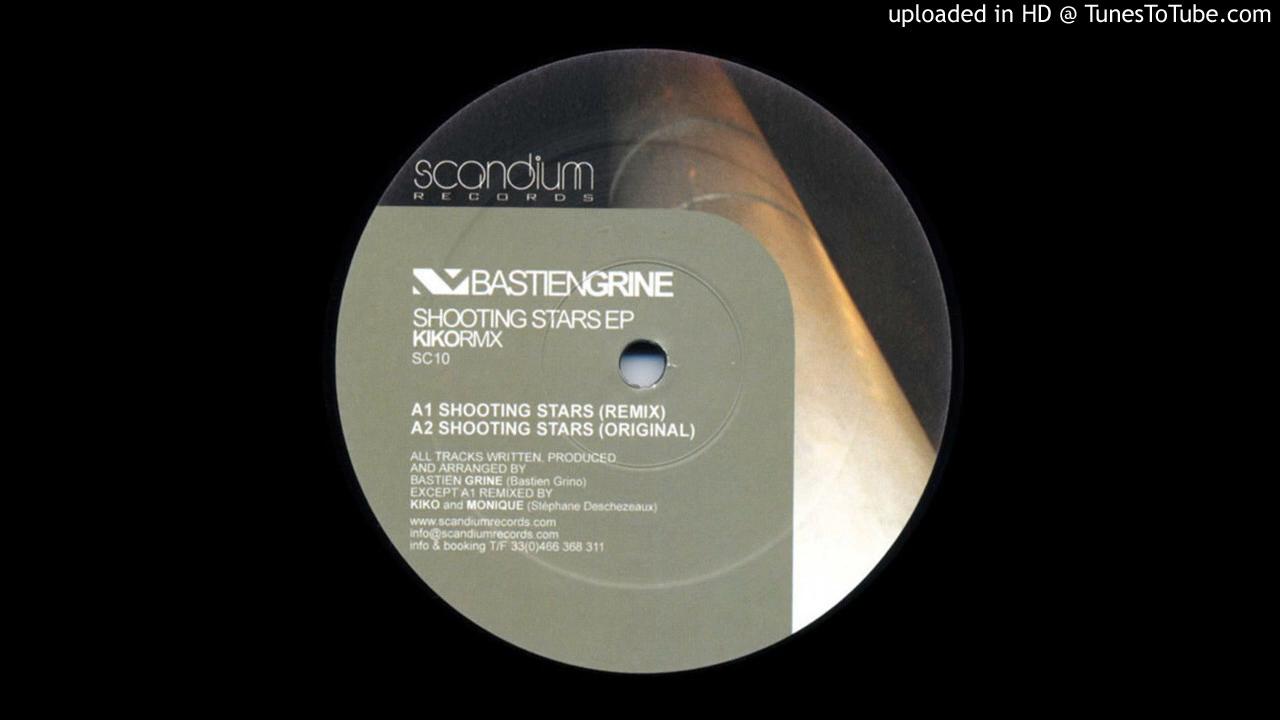 uploaded in HD @ TunesToTube.com
scandium
RECORDS
BASTIENGRINE
SHOOTING STARS EP
KIKORMX
SC10
A1 SHOOTING STARS (REMIX)
A2 SHOOTING STARS (ORIGINAL)
ALL TRACKS WRITTEN. PRODUCED
AND ARRANGED BY
BASTIEN GRINE (Bastien Grino)
EXCEPT A1 REMIXED BY
KIKO and MONIQUE (Stéphane Deschezeaux)
www.scandiumrecords.com
info@scandiumrecords.com
info & booking T/F 33(0)466 368 311